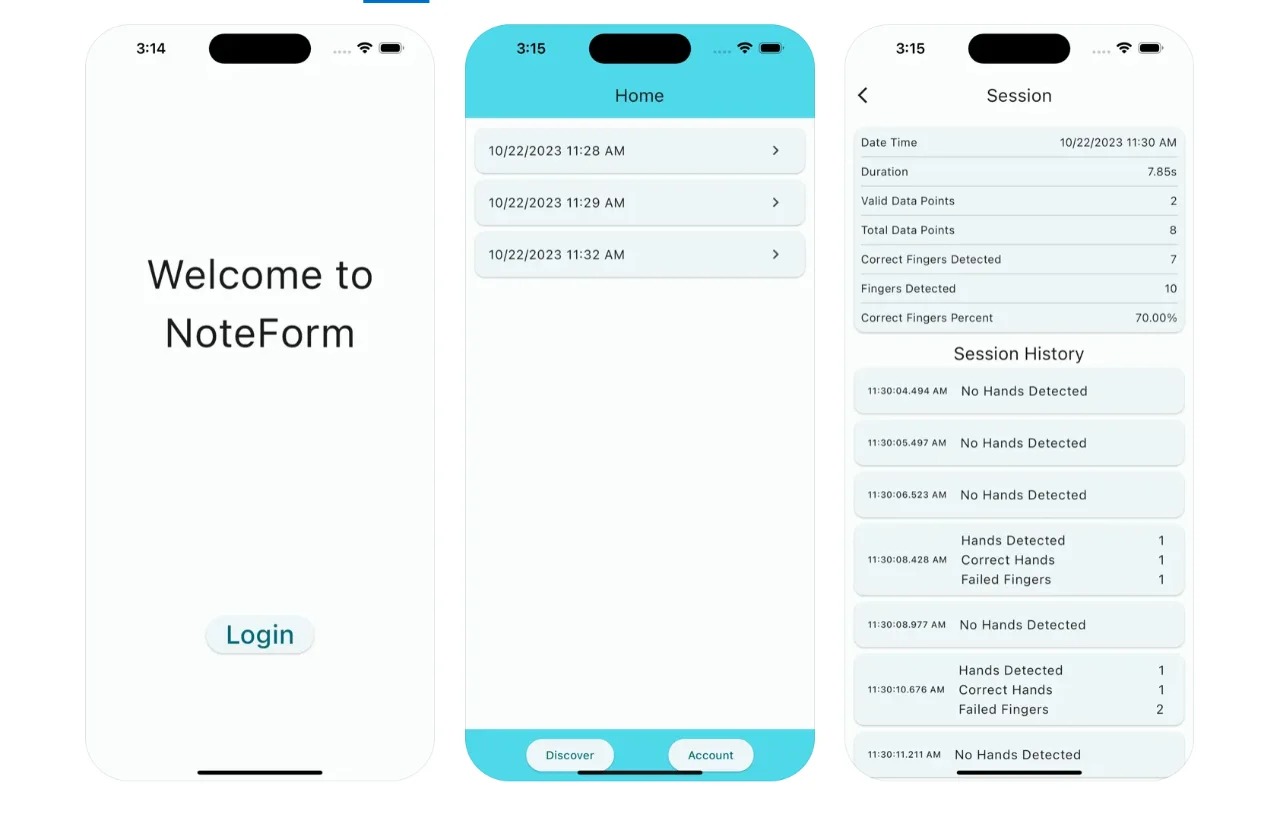 3:14
Welcome to
NoteForm
Login
3:15
Home
10/22/2023 11:28 AM
10/22/2023 11:29 AM
10/22/2023 11:32 AM
Discover Account
3:15
Session
Date Time 10/22/2023 11:30 AM
Duration 7.85s
Valid Data Points 2
Total Data Points 8
Correct Fingers Detected 7
Fingers Detected 10
Correct Fingers Percent 70.00%
Session History
11:30:04.494 AM No Hands Detected
11:30:05.497 AM No Hands Detected
11:30:06.523 AM No Hands Detected
Hands Detected 1
11:30:08.428 AM Correct Hands 1
Failed Fingers 1
11:30:08.977 AM No Hands Detected
Hands Detected 1
11:30:10.676 AM Correct Hands 1
Failed Fingers 2
11:30:11.211 AM No Hands Detected